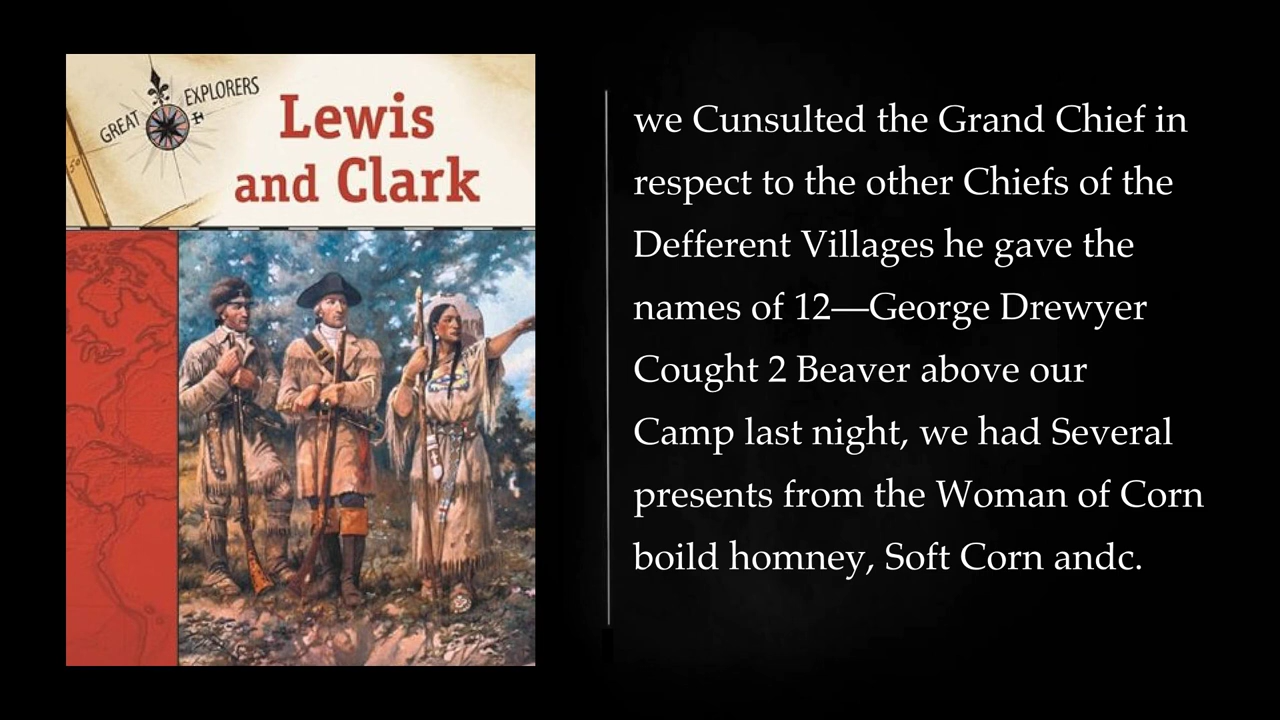 GREAT EXPLORERS
Lewis
and Clark
we Cunsulted the Grand Chief in
respect to the other Chiefs of the
Defferent Villages he gave the
names of 12—George Drewyer
Cought 2 Beaver above our
Camp last night, we had Several
presents from the Woman of Corn
boild homney, Soft Corn andc.